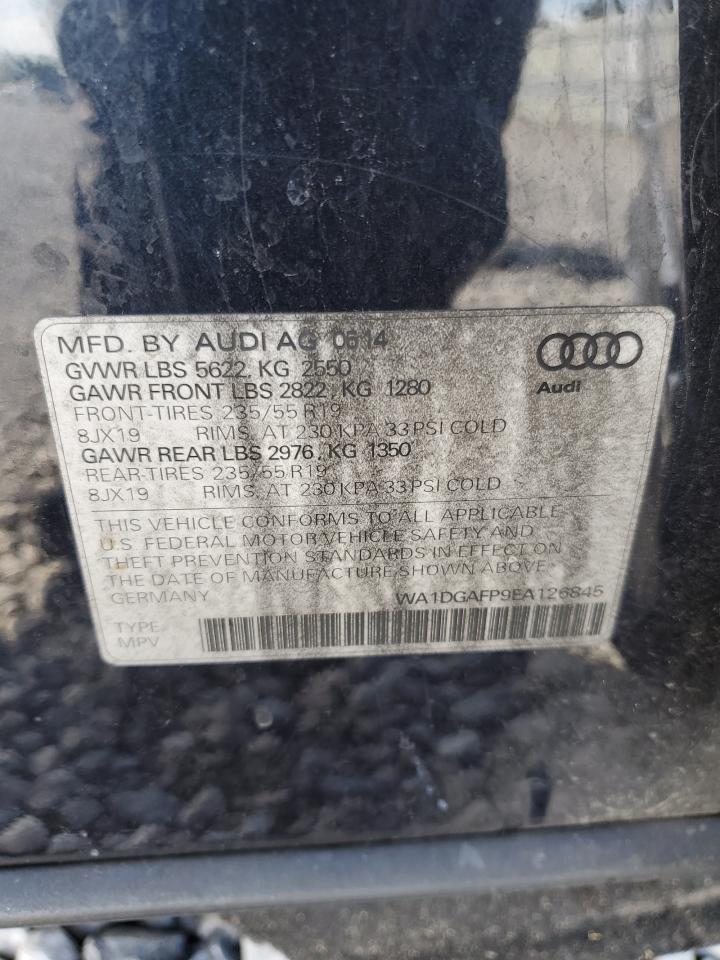 MFD. BY AUDI AG 05 14
GVWR LBS 5622, KG 2550
GAWR FRONT LBS 2822, KG 1280
FRONT-TIRES 235/55 R19
8JX19 RIMS, AT 230 KPA 33 PSI COLD
GAWR REAR LBS 2976, KG 1350
REAR-TIRES 235/55 R19
8JX19 RIMS, AT 230 KPA 33 PSI COLD
Audi
THIS VEHICLE CONFORMS TO ALL APPLICABLE
U.S. FEDERAL MOTOR VEHICLE SAFETY AND
THEFT PREVENTION STANDARDS IN EFFECT ON
THE DATE OF MANUFACTURE SHOWN ABOVE.
GERMANY WA1DGAFP9EA126845
TYPE
MPV